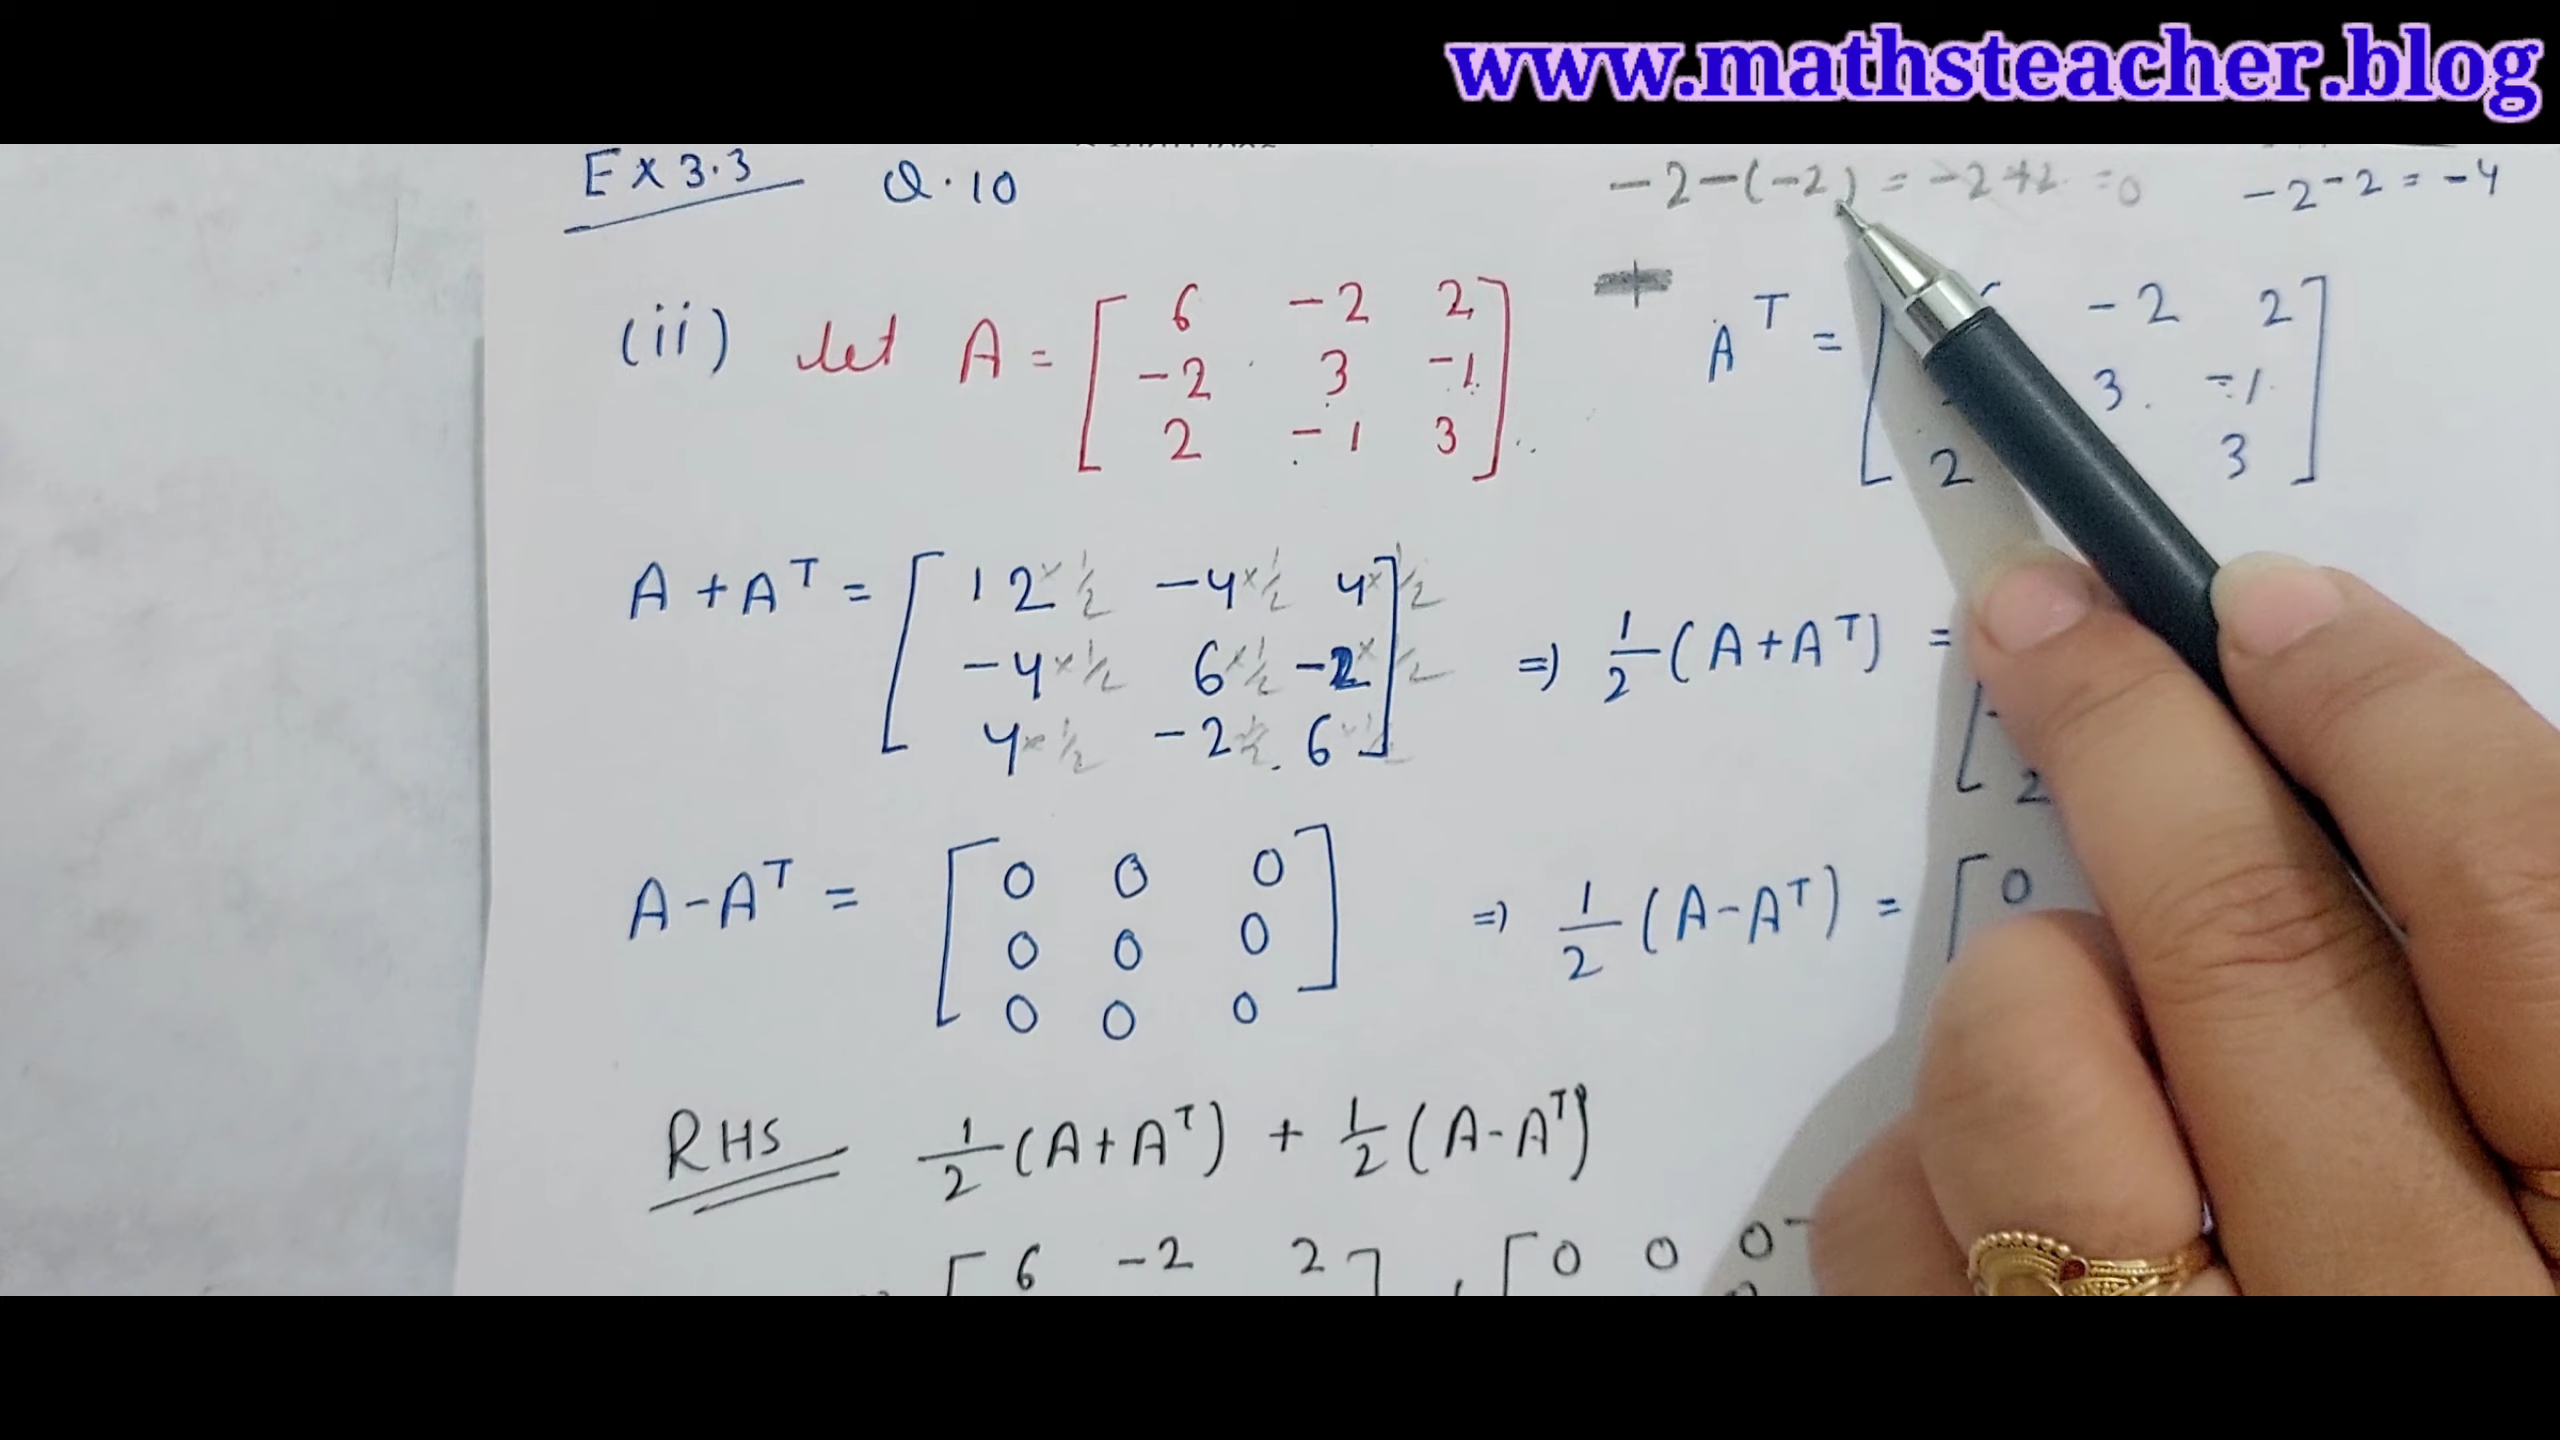 www.mathsteacher.blog
Ex 3.3 Q.10
-2-(-2) = -2+2 = 0
-2-2 = -4
(ii) let A = [ 6 -2 2
-2 3 -1
2 -1 3 ]
A^T = [ -2 2
3 -1
2 3 ]
A + A^T = [ 12 × 1/2 -4 × 1/2 4 × 1/2
-4 × 1/2 6 × 1/2 -2 × 1/2
4 × 1/2 -2 × 1/2 6 × 1/2 ]
⇒ 1/2 (A + A^T) = [
2
A - A^T = [ 0 0 0
0 0 0
0 0 0 ]
⇒ 1/2 (A - A^T) = [ 0
RHS 1/2 (A + A^T) + 1/2 (A - A^T)
[ 6 -2 2 ] [ 0 0 0